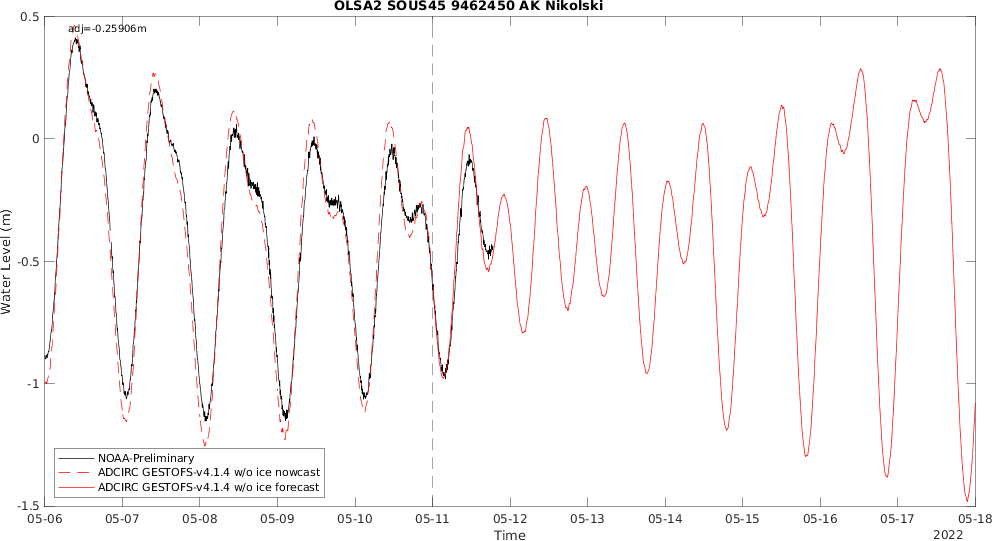 OLSA2 SOUS45 9462450 AK Nikolski
adj=-0.25906m
0.5
0
-0.5
-1
-1.5
Water Level (m)
NOAA-Preliminary
ADCIRC GESTOFS-v4.1.4 w/o ice nowcast
ADCIRC GESTOFS-v4.1.4 w/o ice forecast
05-06 05-07 05-08 05-09 05-10 05-11 05-12 05-13 05-14 05-15 05-16 05-17 05-18
Time
2022